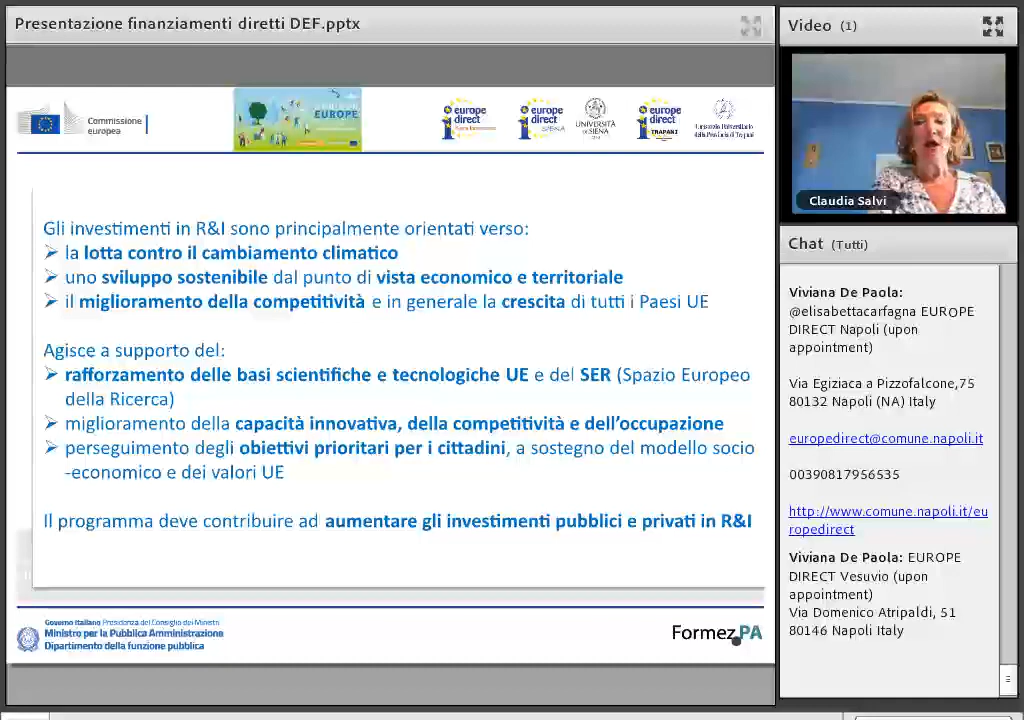 Presentazione finanziamenti diretti DEF.pptx
Commissione
europea
HORIZON
EUROPE
europe
direct
europe
direct
SIENA
UNIVERSITÀ
DI SIENA
europe
direct
TRAPANI
Gli investimenti in R&I sono principalmente orientati verso:
➢ la lotta contro il cambiamento climatico
➢ uno sviluppo sostenibile dal punto di vista economico e territoriale
➢ il miglioramento della competitività e in generale la crescita di tutti i Paesi UE
Agisce a supporto del:
➢ rafforzamento delle basi scientifiche e tecnologiche UE e del SER (Spazio Europeo
della Ricerca)
➢ miglioramento della capacità innovativa, della competitività e dell'occupazione
➢ perseguimento degli obiettivi prioritari per i cittadini, a sostegno del modello socio
-economico e dei valori UE
Il programma deve contribuire ad aumentare gli investimenti pubblici e privati in R&I
Governo Italiano Presidenza del Consiglio dei Ministri
Ministro per la Pubblica Amministrazione
Dipartimento della funzione pubblica
Formez PA
Video (1)
Claudia Salvi
Chat (Tutti)
Viviana De Paola:
@elisabettacarfagna EUROPE
DIRECT Napoli (upon
appointment)
Via Egiziaca a Pizzofalcone,75
80132 Napoli (NA) Italy
europedirect@comune.napoli.it
00390817956535
http://www.comune.napoli.it/eu
ropedirect
Viviana De Paola: EUROPE
DIRECT Vesuvio (upon
appointment)
Via Domenico Atripaldi, 51
80146 Napoli Italy